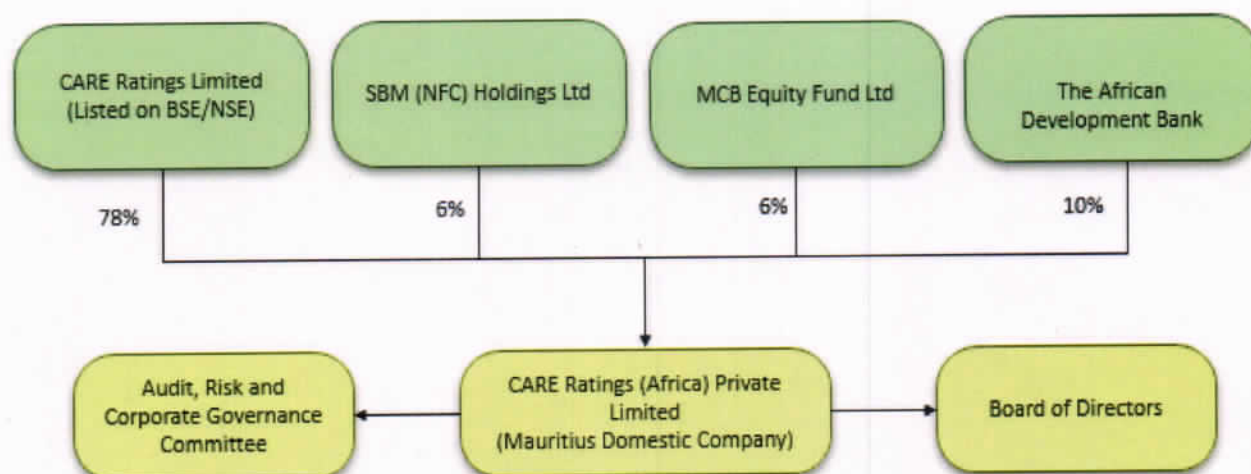 CARE Ratings Limited
(Listed on BSE/NSE)
SBM (NFC) Holdings Ltd
MCB Equity Fund Ltd
The African
Development Bank
78%
6%
6%
10%
Audit, Risk and
Corporate Governance
Committee
CARE Ratings (Africa) Private
Limited
(Mauritius Domestic Company)
Board of Directors